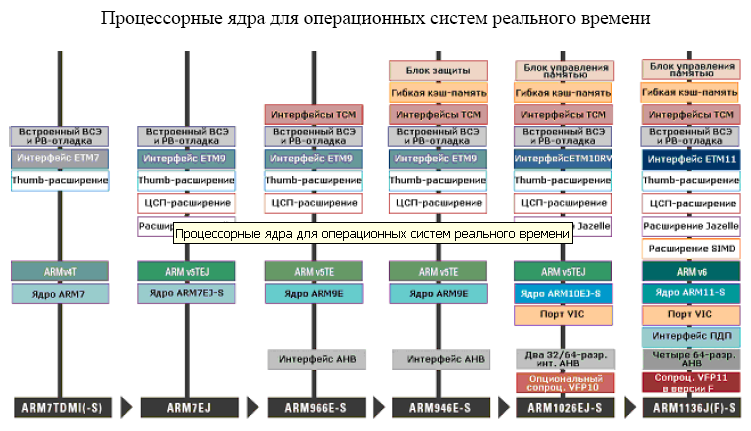 Процессорные ядра для операционных систем реального времени
Встроенный ВСЭ
и РВ-отладка
Интерфейс ETM7
Thumb-расширение
ARMv4T
Ядро ARM7
ARM7TDMI(-S)
Встроенный ВСЭ
и РВ-отладка
Интерфейс ETM9
Thumb-расширение
ЦСП-расширение
ARM v5TEJ
Ядро ARM7EJ-S
ARM7EJ
Интерфейсы TCM
Встроенный ВСЭ
и РВ-отладка
Интерфейс ETM9
Thumb-расширение
ЦСП-расширение
Процессорные ядра для операционных систем реального времени
ARM v5TE
Ядро ARM9E
Интерфейс AHB
ARM966E-S
Блок защиты
Гибкая кэш-память
Интерфейсы TCM
Встроенный ВСЭ
и РВ-отладка
Интерфейс ETM9
Thumb-расширение
ЦСП-расширение
ARM v5TE
Ядро ARM9E
Интерфейс AHB
ARM946E-S
Блок управления
памятью
Гибкая кэш-память
Интерфейсы TCM
Встроенный ВСЭ
и РВ-отладка
ИнтерфейсETM10RV
Thumb-расширение
ЦСП-расширение
Jazelle
ARM v5TEJ
Ядро ARM10EJ-S
Порт VIC
Два 32/64-разр.
инт. AHB
Опциональный
сопроц. VFP10
ARM1026EJ-S
Блок управления
памятью
Гибкая кэш-память
Интерфейсы TCM
Встроенный ВСЭ
и РВ-отладка
Интерфейс ETM11
Thumb-расширение
ЦСП-расширение
Расширение Jazelle
Расширение SIMD
ARM v6
Ядро ARM11-S
Порт VIC
Интерфейс ПДП
Четыре 64-разр.
AHB
Сопроц. VFP11
в версии F
ARM1136J(F)-S